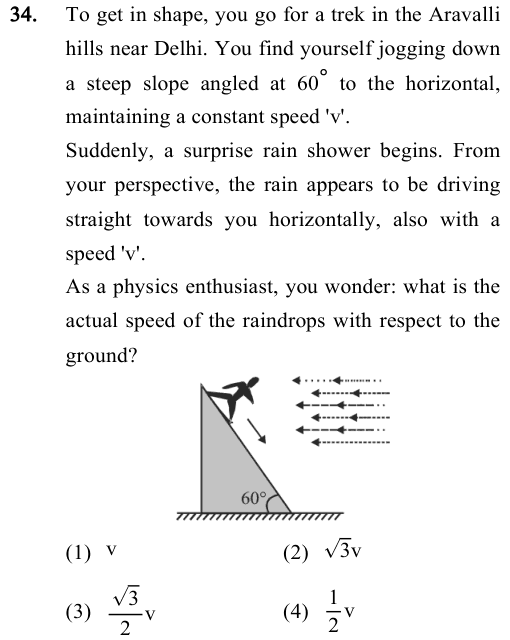 34. To get in shape, you go for a trek in the Aravalli
hills near Delhi. You find yourself jogging down
a steep slope angled at 60° to the horizontal,
maintaining a constant speed 'v'.
Suddenly, a surprise rain shower begins. From
your perspective, the rain appears to be driving
straight towards you horizontally, also with a
speed 'v'.
As a physics enthusiast, you wonder: what is the
actual speed of the raindrops with respect to the
ground?
60°
(1) v (2) √3v
(3) √3/2 v (4) 1/2 v